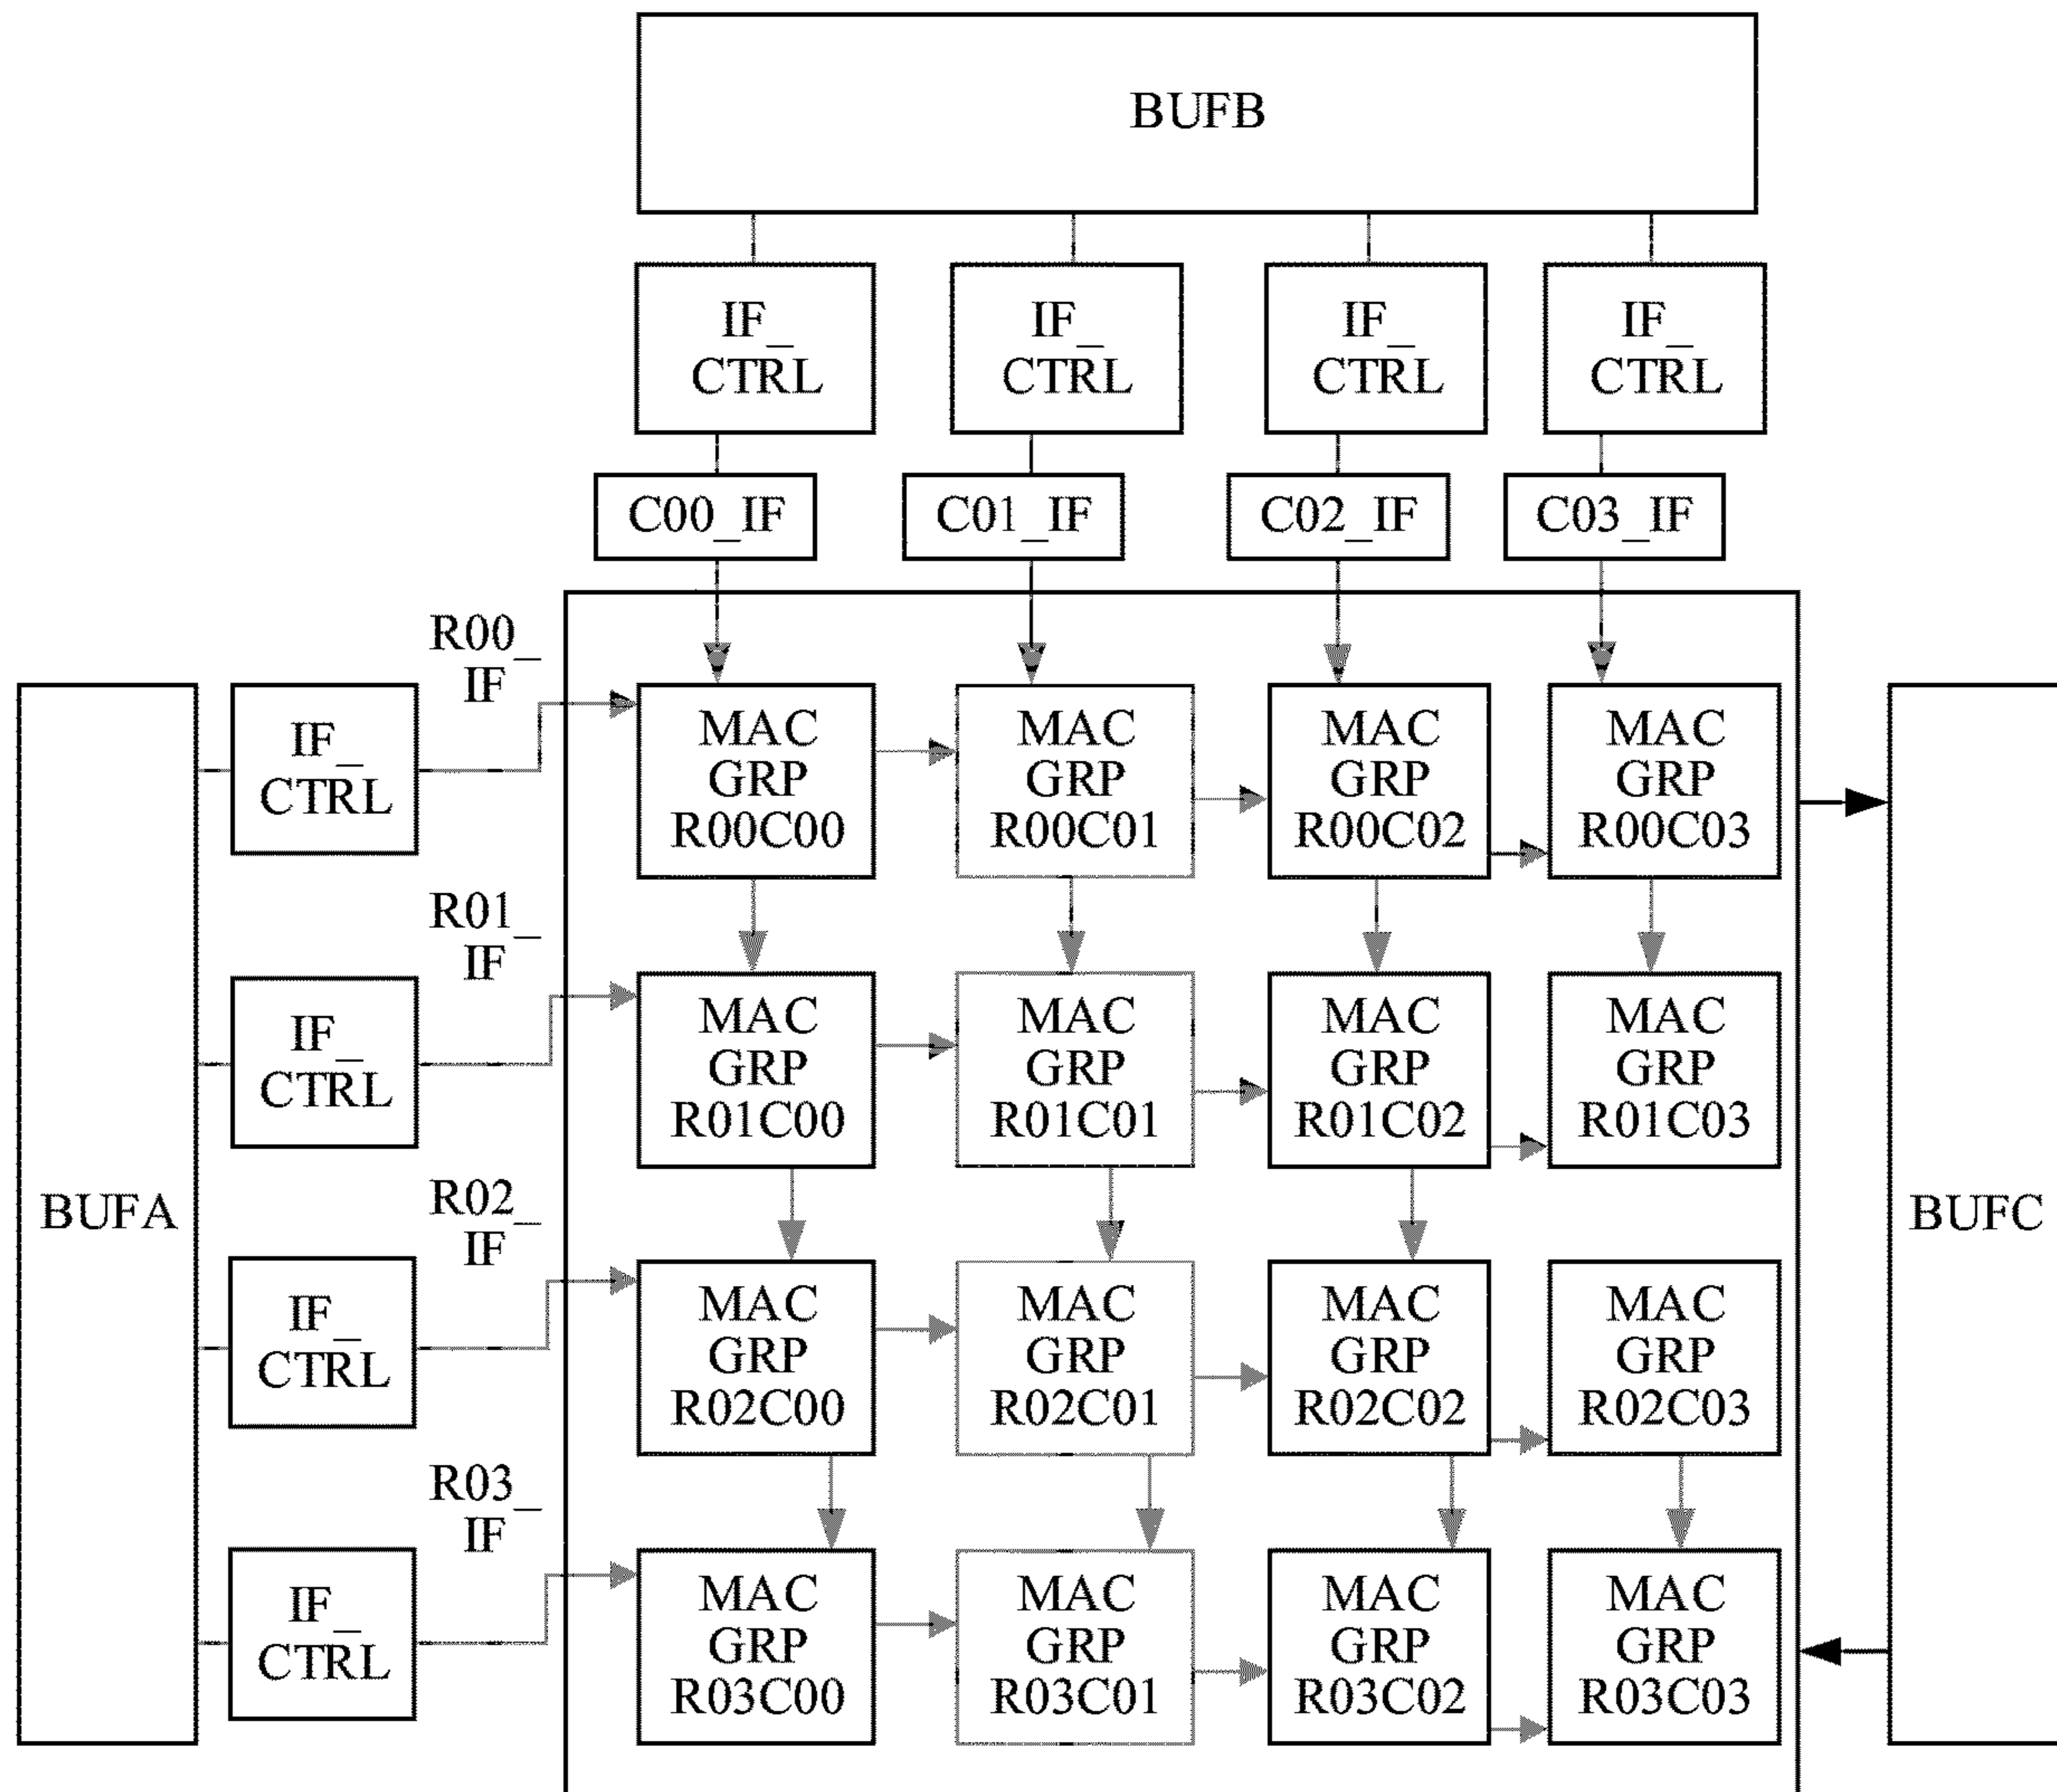 BUFB
IF_
CTRL
IF_
CTRL
IF_
CTRL
IF_
CTRL
C00_IF
C01_IF
C02_IF
C03_IF
R00_
IF
IF_
CTRL
MAC
GRP
R00C00
MAC
GRP
R00C01
MAC
GRP
R00C02
MAC
GRP
R00C03
R01_
IF
IF_
CTRL
MAC
GRP
R01C00
MAC
GRP
R01C01
MAC
GRP
R01C02
MAC
GRP
R01C03
BUFA
BUFC
R02_
IF
IF_
CTRL
MAC
GRP
R02C00
MAC
GRP
R02C01
MAC
GRP
R02C02
MAC
GRP
R02C03
R03_
IF
IF_
CTRL
MAC
GRP
R03C00
MAC
GRP
R03C01
MAC
GRP
R03C02
MAC
GRP
R03C03